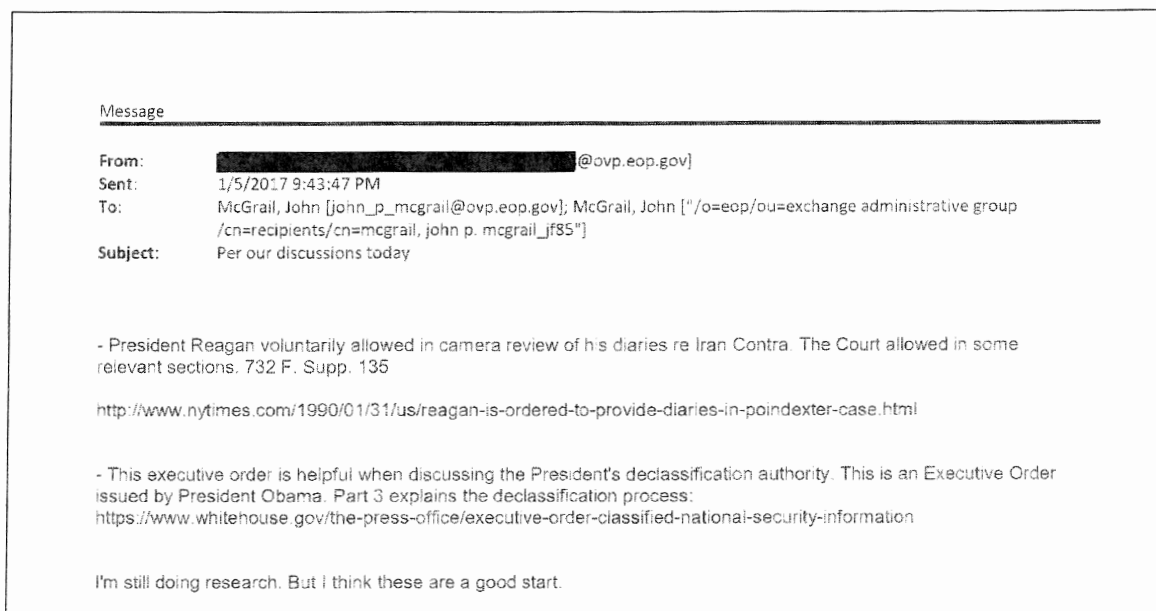 Message
From: @ovp.eop.gov]
Sent: 1/5/2017 9:43:47 PM
To: McGrail, John [john_p_mcgrail@ovp.eop.gov]; McGrail, John ["/o=eop/ou=exchange administrative group
/cn=recipients/cn=mcgrail, john p. mcgrail_jf85"]
Subject: Per our discussions today
- President Reagan voluntarily allowed in camera review of his diaries re Iran Contra. The Court allowed in some
relevant sections. 732 F. Supp. 135
http://www.nytimes.com/1990/01/31/us/reagan-is-ordered-to-provide-diaries-in-poindexter-case.html
- This executive order is helpful when discussing the President's declassification authority. This is an Executive Order
issued by President Obama. Part 3 explains the declassification process:
https://www.whitehouse.gov/the-press-office/executive-order-classified-national-security-information
I'm still doing research. But I think these are a good start.